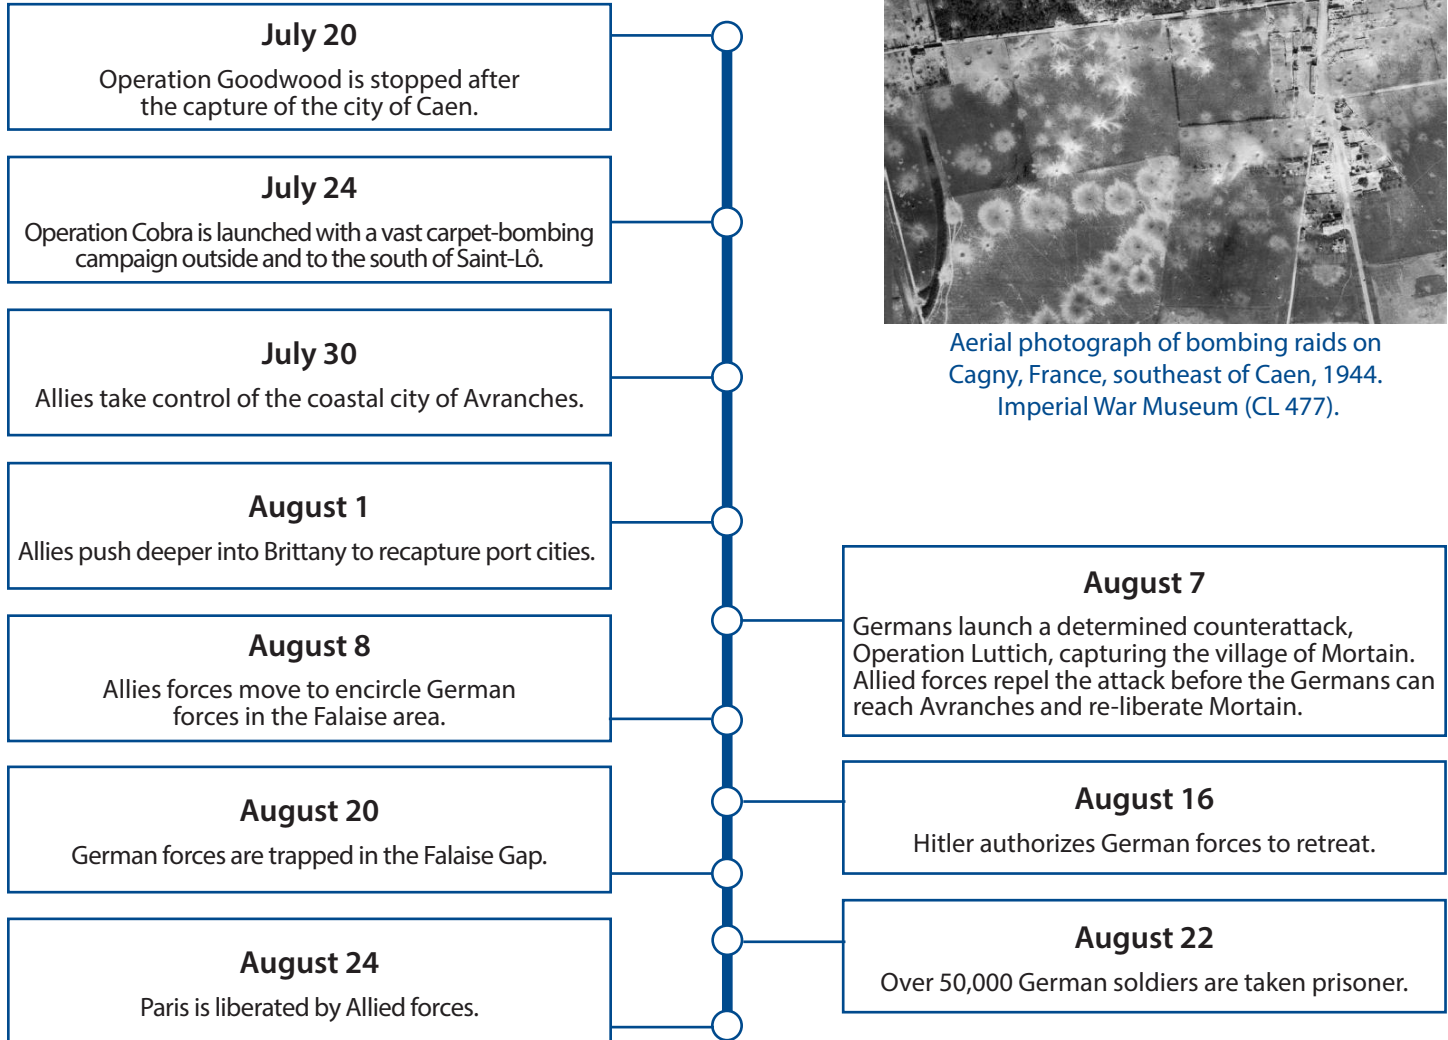 July 20
Operation Goodwood is stopped after
the capture of the city of Caen.
July 24
Operation Cobra is launched with a vast carpet-bombing
campaign outside and to the south of Saint-Lô.
July 30
Allies take control of the coastal city of Avranches.
Aerial photograph of bombing raids on
Cagny, France, southeast of Caen, 1944.
Imperial War Museum (CL 477).
August 1
Allies push deeper into Brittany to recapture port cities.
August 7
Germans launch a determined counterattack,
Operation Luttich, capturing the village of Mortain.
Allied forces repel the attack before the Germans can
reach Avranches and re-liberate Mortain.
August 8
Allies forces move to encircle German
forces in the Falaise area.
August 16
Hitler authorizes German forces to retreat.
August 20
German forces are trapped in the Falaise Gap.
August 22
Over 50,000 German soldiers are taken prisoner.
August 24
Paris is liberated by Allied forces.